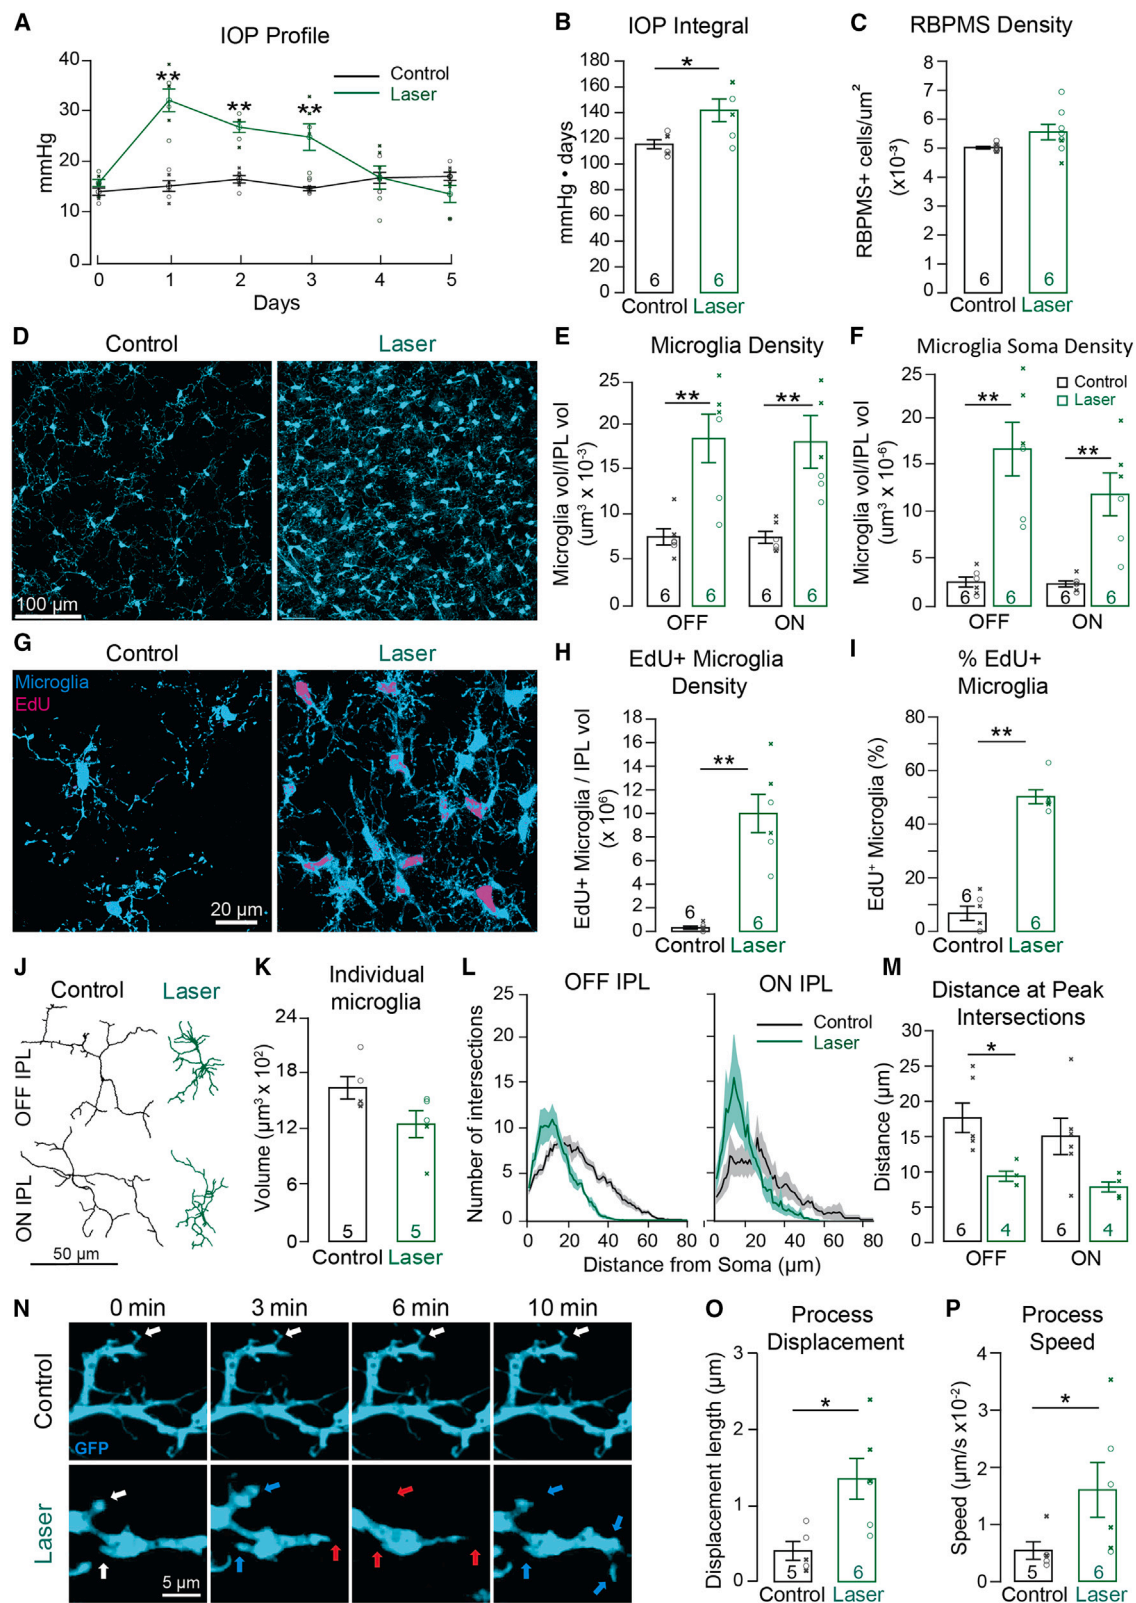 A
IOP Profile
40
30
20
10
0
mmHg
**
**
**
Control
Laser
0 1 2 3 4 5
Days
B
IOP Integral
180
160
140
120
100
80
60
40
20
0
mmHg • days
*
6 6
Control Laser
C
RBPMS Density
8
7
6
5
4
3
2
1
0
RBPMS+ cells/um²
(x10⁻³)
6 6
Control Laser
D
Control Laser
100 µm
E
Microglia Density
25
20
15
10
5
0
Microglia vol/IPL vol
(um³ x 10⁻³)
** **
6 6 6 6
OFF ON
F
Microglia Soma Density
25
20
15
10
5
0
Microglia vol/IPL vol
(um³ x 10⁻⁶)
Control
Laser
**
**
6 6 6 6
OFF ON
G
Control Laser
Microglia
EdU
20 µm
H
EdU+ Microglia
Density
18
16
14
12
10
8
6
4
2
0
EdU+ Microglia / IPL vol
(x 10⁶)
**
6 6
Control Laser
I
% EdU+
Microglia
80
60
40
20
0
EdU⁺ Microglia (%)
**
6 6
Control Laser
J
Control Laser
OFF IPL
ON IPL
50 µm
K
Individual
microglia
24
18
12
6
0
Volume (µm³ x 10²)
5 5
Control Laser
L
OFF IPL ON IPL
25
20
15
10
5
0
Number of intersections
Control
Laser
0 20 40 60 80 0 20 40 60 80
Distance from Soma (µm)
M
Distance at Peak
Intersections
30
25
20
15
10
5
0
Distance (µm)
*
6 4 6 4
OFF ON
N
0 min 3 min 6 min 10 min
Control
GFP
Laser
5 µm
O
Process
Displacement
3
2
1
0
Displacement length (µm)
*
5 6
Control Laser
P
Process
Speed
4
3
2
1
0
Speed (µm/s x10⁻²)
*
5 6
Control Laser